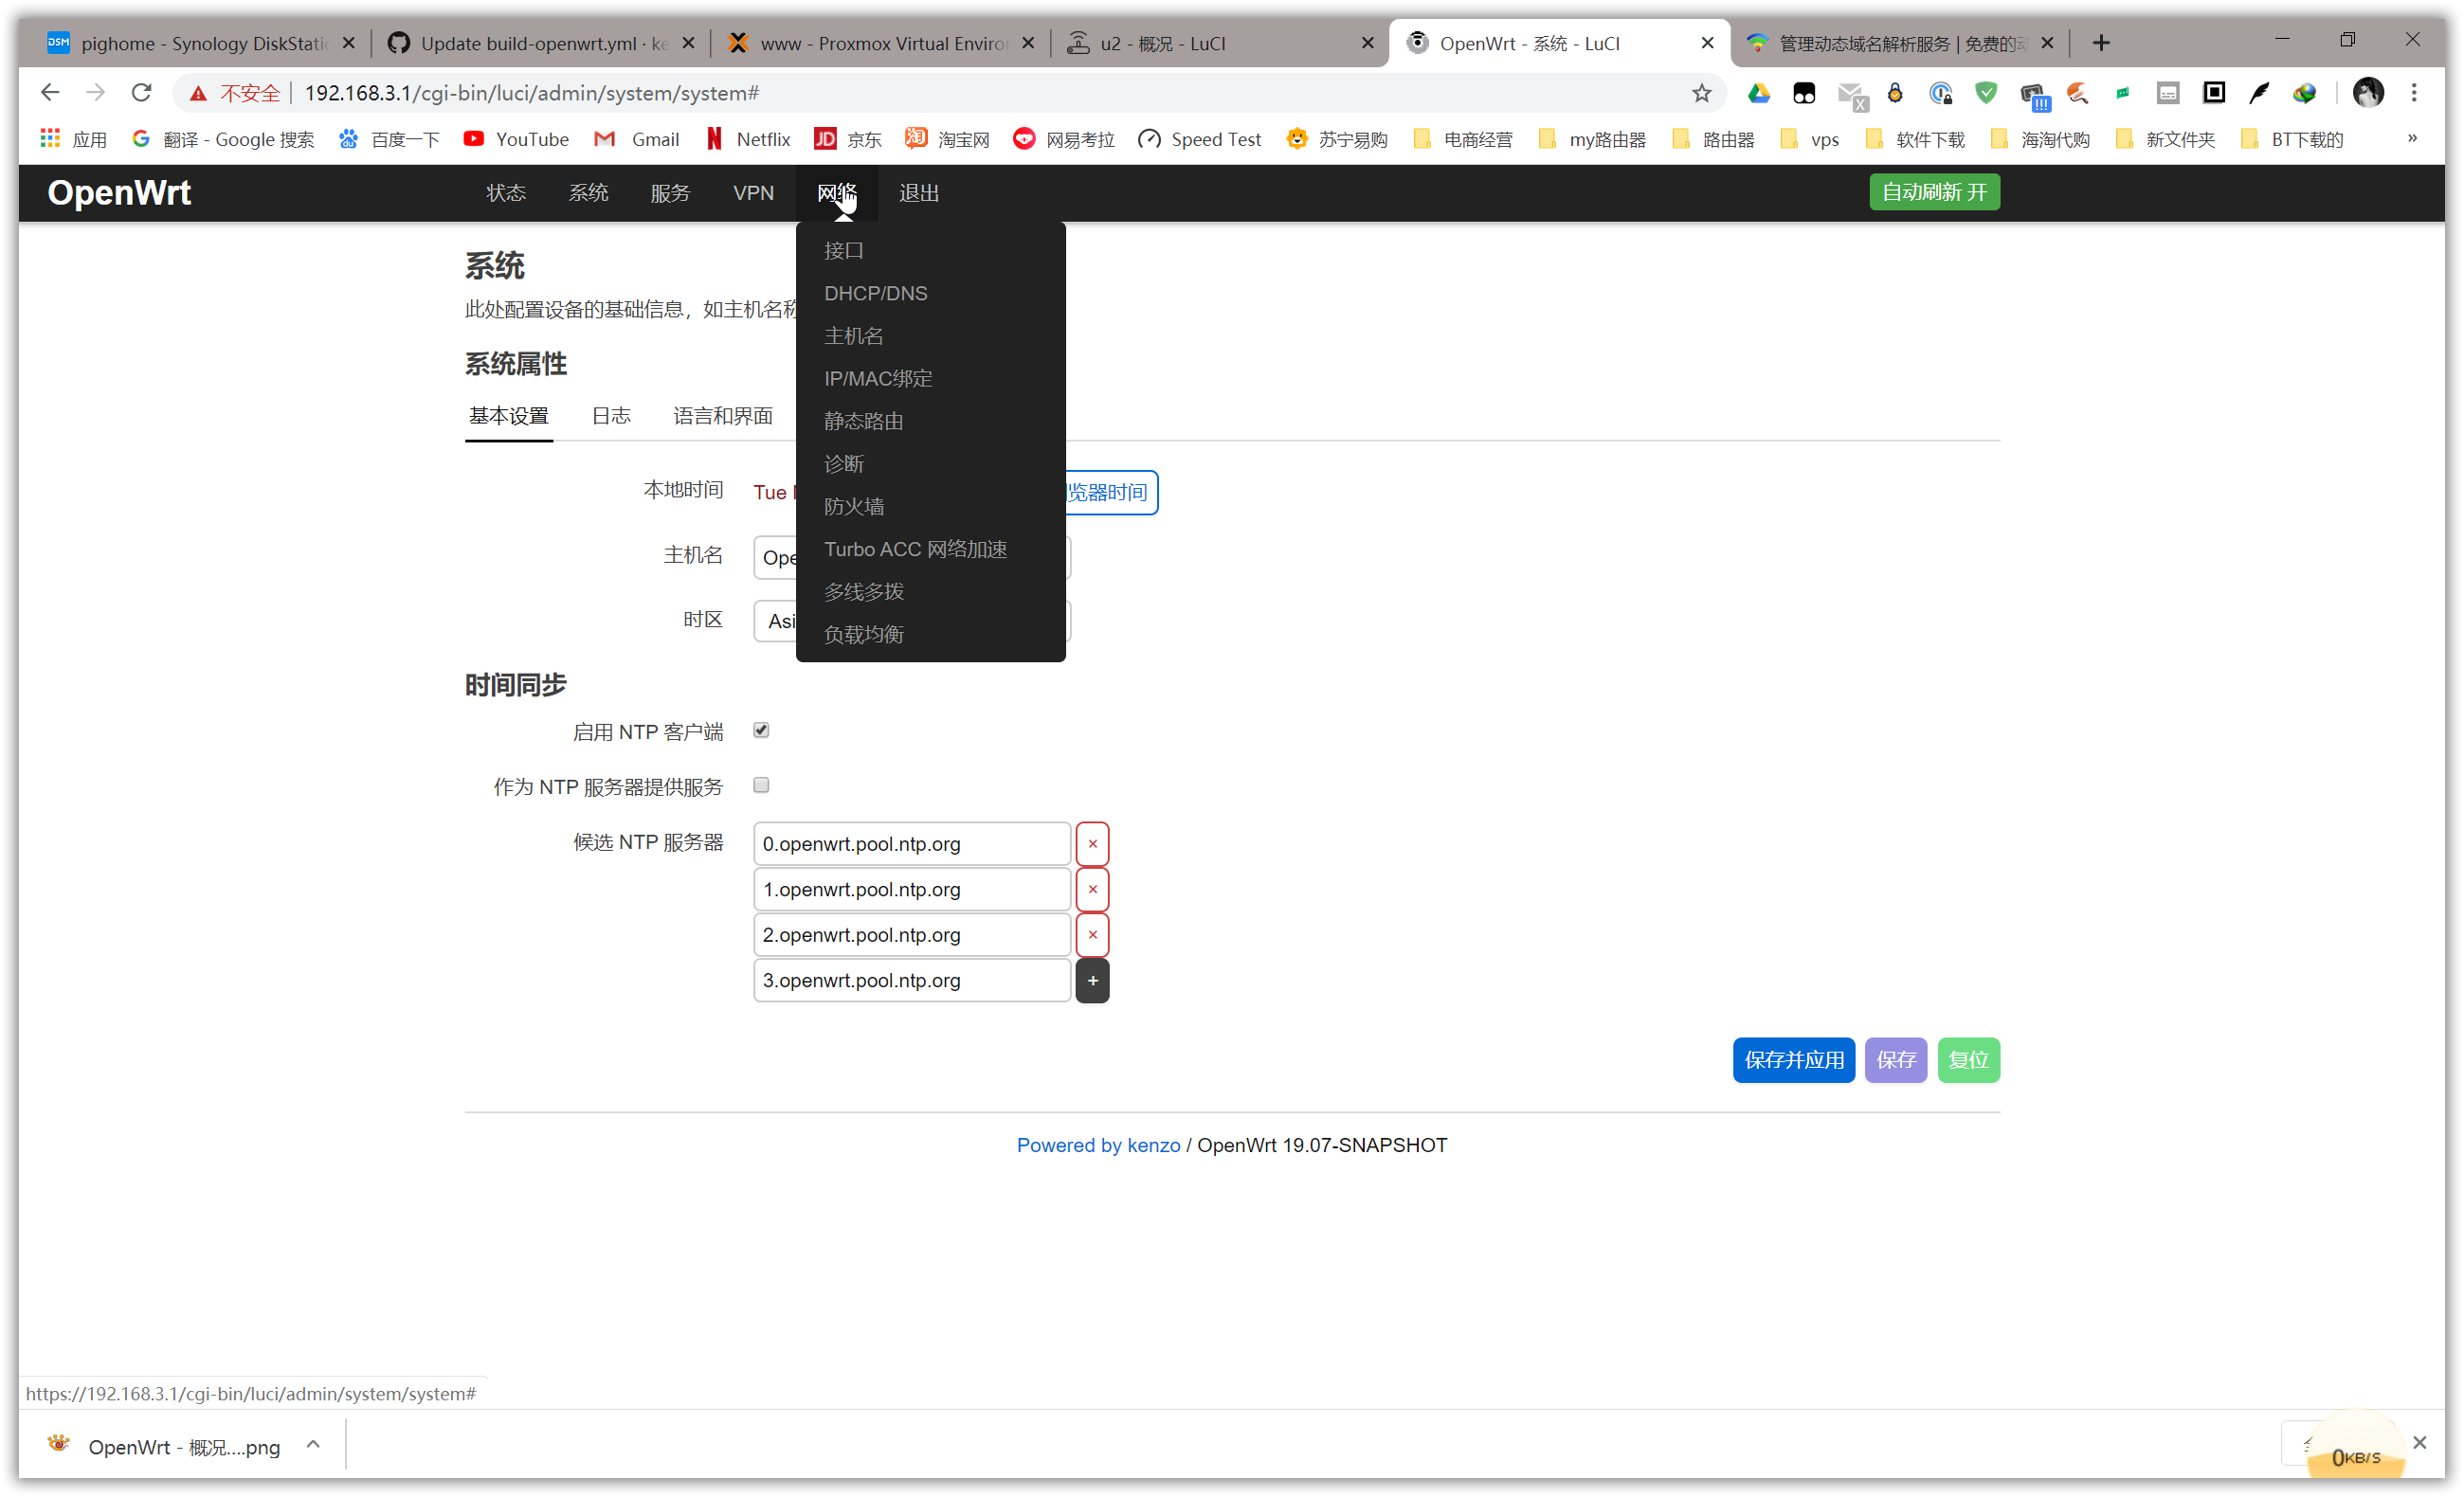 pighome - Synology DiskStatic
Update build-openwrt.yml · ke
www - Proxmox Virtual Enviror
u2 - 概况 - LuCI
OpenWrt - 系统 - LuCI
管理动态域名解析服务 | 免费的动
不安全 192.168.3.1/cgi-bin/luci/admin/system/system#
应用 翻译 - Google 搜索 百度一下 YouTube Gmail Netflix 京东 淘宝网 网易考拉 Speed Test 苏宁易购 电商经营 my路由器 路由器 vps 软件下载 海淘代购 新文件夹 BT下载的 »
OpenWrt 状态 系统 服务 VPN 网络 退出 自动刷新 开
接口
DHCP/DNS
主机名
IP/MAC绑定
静态路由
诊断
防火墙
Turbo ACC 网络加速
多线多拨
负载均衡
系统
此处配置设备的基础信息，如主机名称
系统属性
基本设置 日志 语言和界面
本地时间 Tue 览器时间
主机名 Ope
时区 Asi
时间同步
启用 NTP 客户端
作为 NTP 服务器提供服务
候选 NTP 服务器
0.openwrt.pool.ntp.org ×
1.openwrt.pool.ntp.org ×
2.openwrt.pool.ntp.org ×
3.openwrt.pool.ntp.org +
保存并应用 保存 复位
Powered by kenzo / OpenWrt 19.07-SNAPSHOT
https://192.168.3.1/cgi-bin/luci/admin/system/system#
OpenWrt - 概况....png
0KB/S